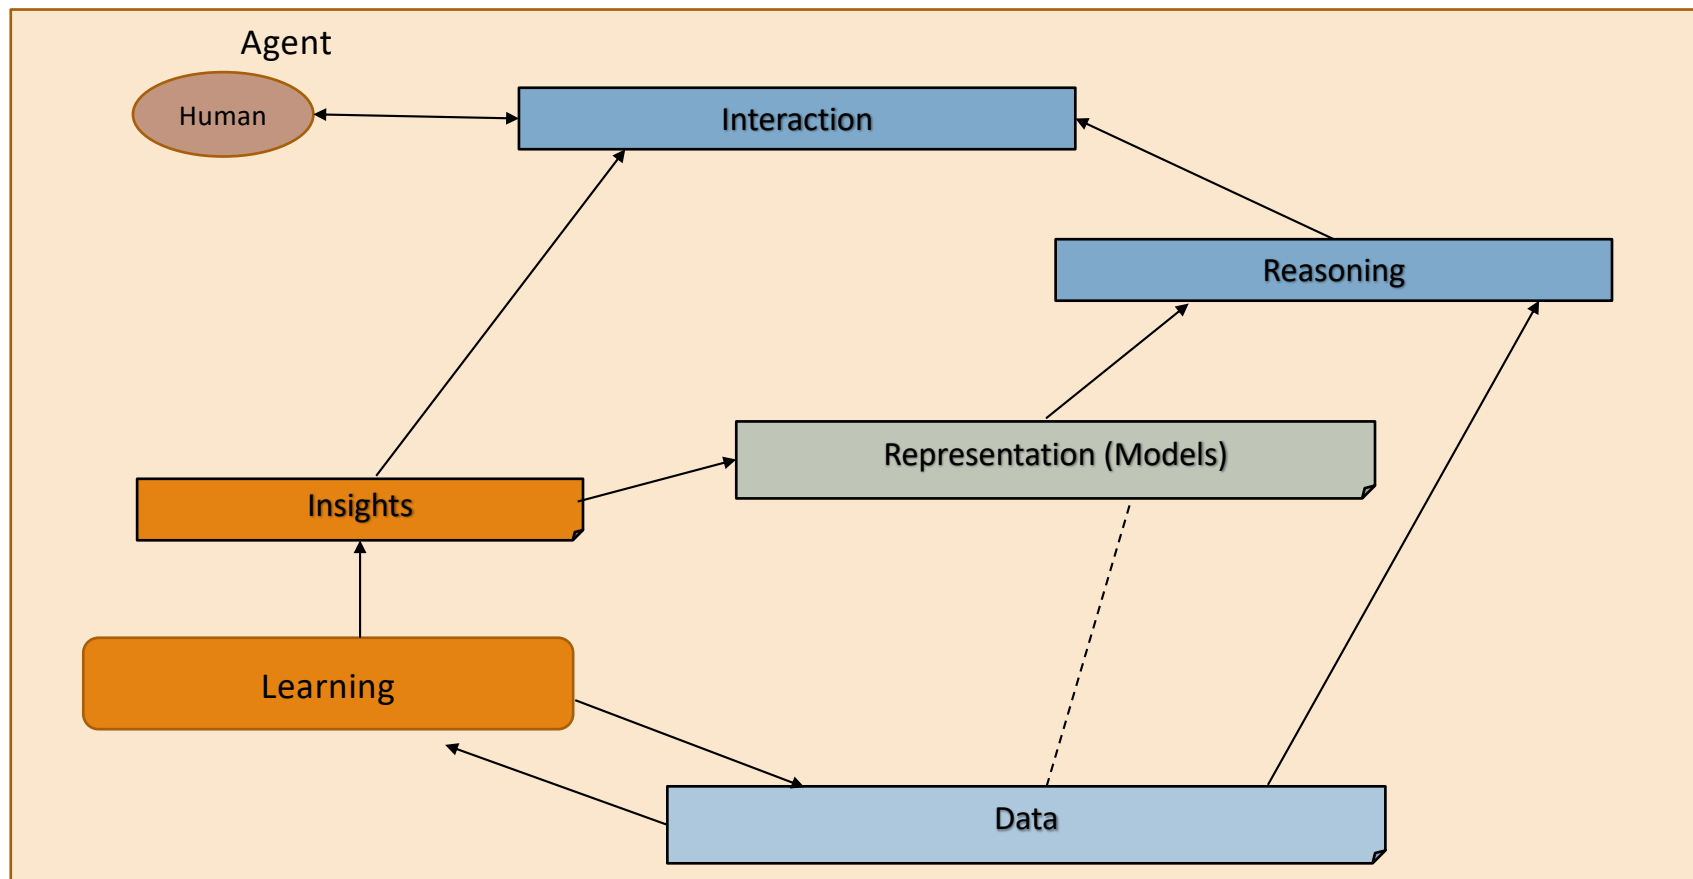 Agent
Human
Interaction
Reasoning
Representation (Models)
Insights
Learning
Data